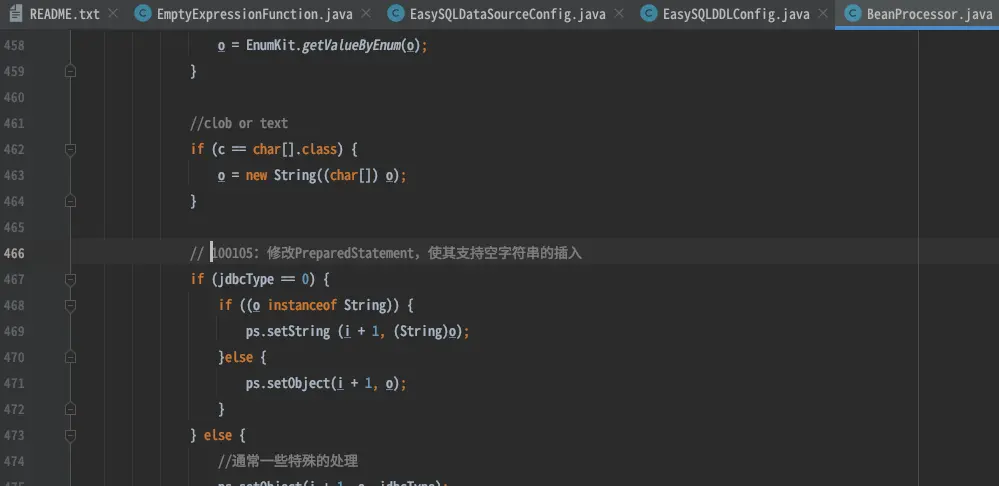 README.txt EmptyExpressionFunction.java EasySQLDataSourceConfig.java EasySQLDDLConfig.java BeanProcessor.java
458 o = EnumKit.getValueByEnum(o);
459 }
460
461 //clob or text
462 if (c == char[].class) {
463 o = new String((char[]) o);
464 }
465
466 // 100105: 修改PreparedStatement，使其支持空字符串的插入
467 if (jdbcType == 0) {
468 if ((o instanceof String)) {
469 ps.setString (i + 1, (String)o);
470 }else {
471 ps.setObject(i + 1, o);
472 }
473 } else {
474 //通常一些特殊的处理
475 ps.setObject(i + 1, o, jdbcType);